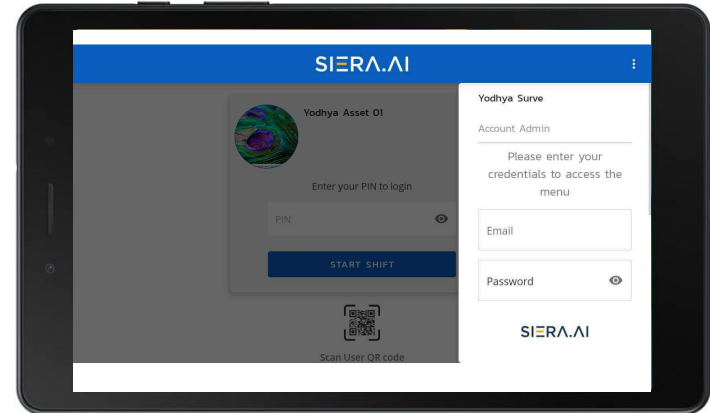 SIERA.AI
Yodhya Asset 01
Enter your PIN to login
PIN:
START SHIFT
Scan User QR code
Yodhya Surve
Account Admin
Please enter your
credentials to access the
menu
Email
Password
SIERA.AI